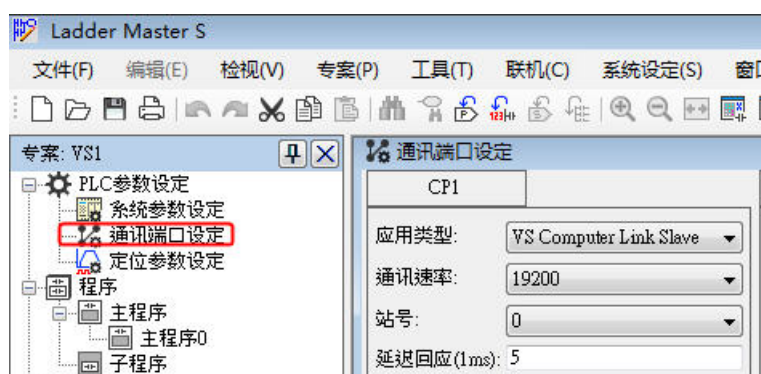 Ladder Master S
文件(F) 编辑(E) 检视(V) 专案(P) 工具(T) 联机(C) 系统设定(S) 窗口
专案: VS1
PLC参数设定
系统参数设定
通讯端口设定
定位参数设定
程序
主程序
主程序0
子程序
通讯端口设定
CP1
应用类型: VS Computer Link Slave
通讯速率: 19200
站号: 0
延迟回应(1ms): 5